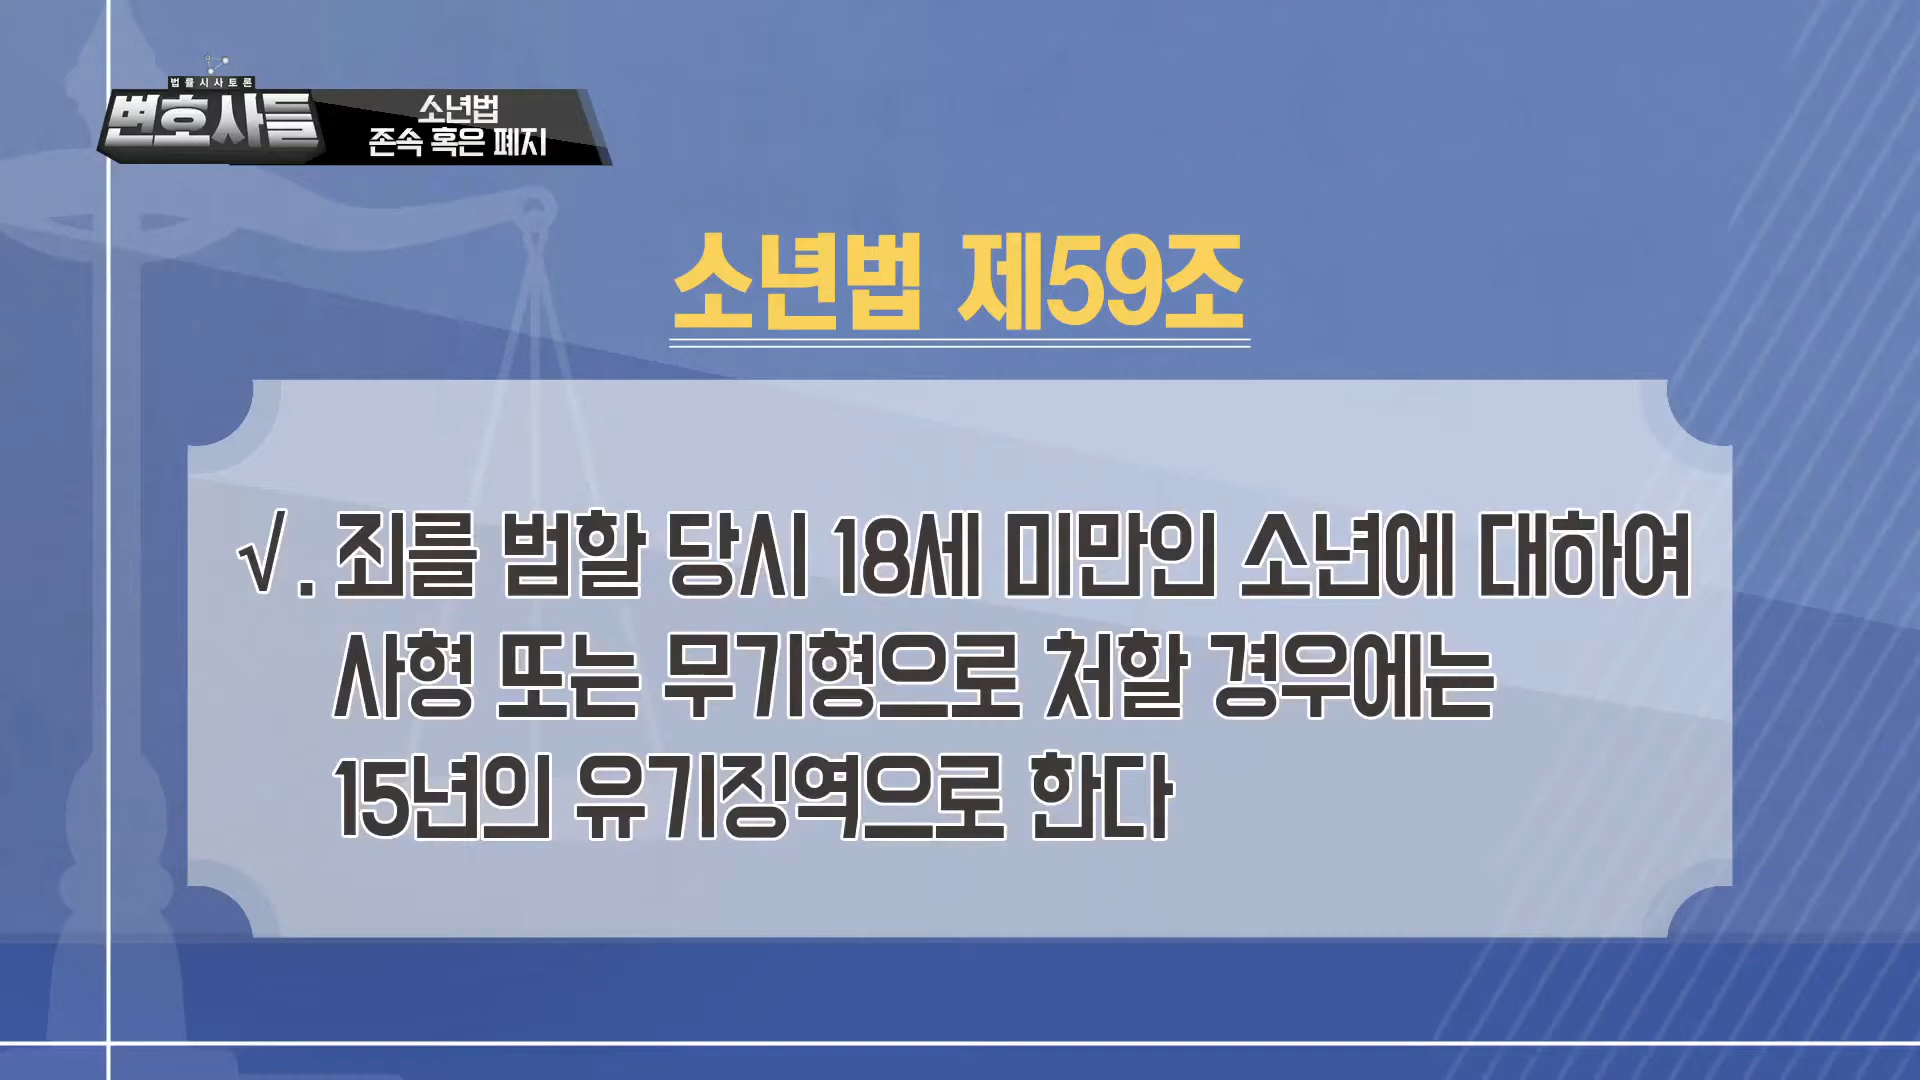 법률시사토론
변호사들
소년법
존속 혹은 폐지
소년법 제59조
√. 죄를 범할 당시 18세 미만인 소년에 대하여
사형 또는 무기형으로 처할 경우에는
15년의 유기징역으로 한다